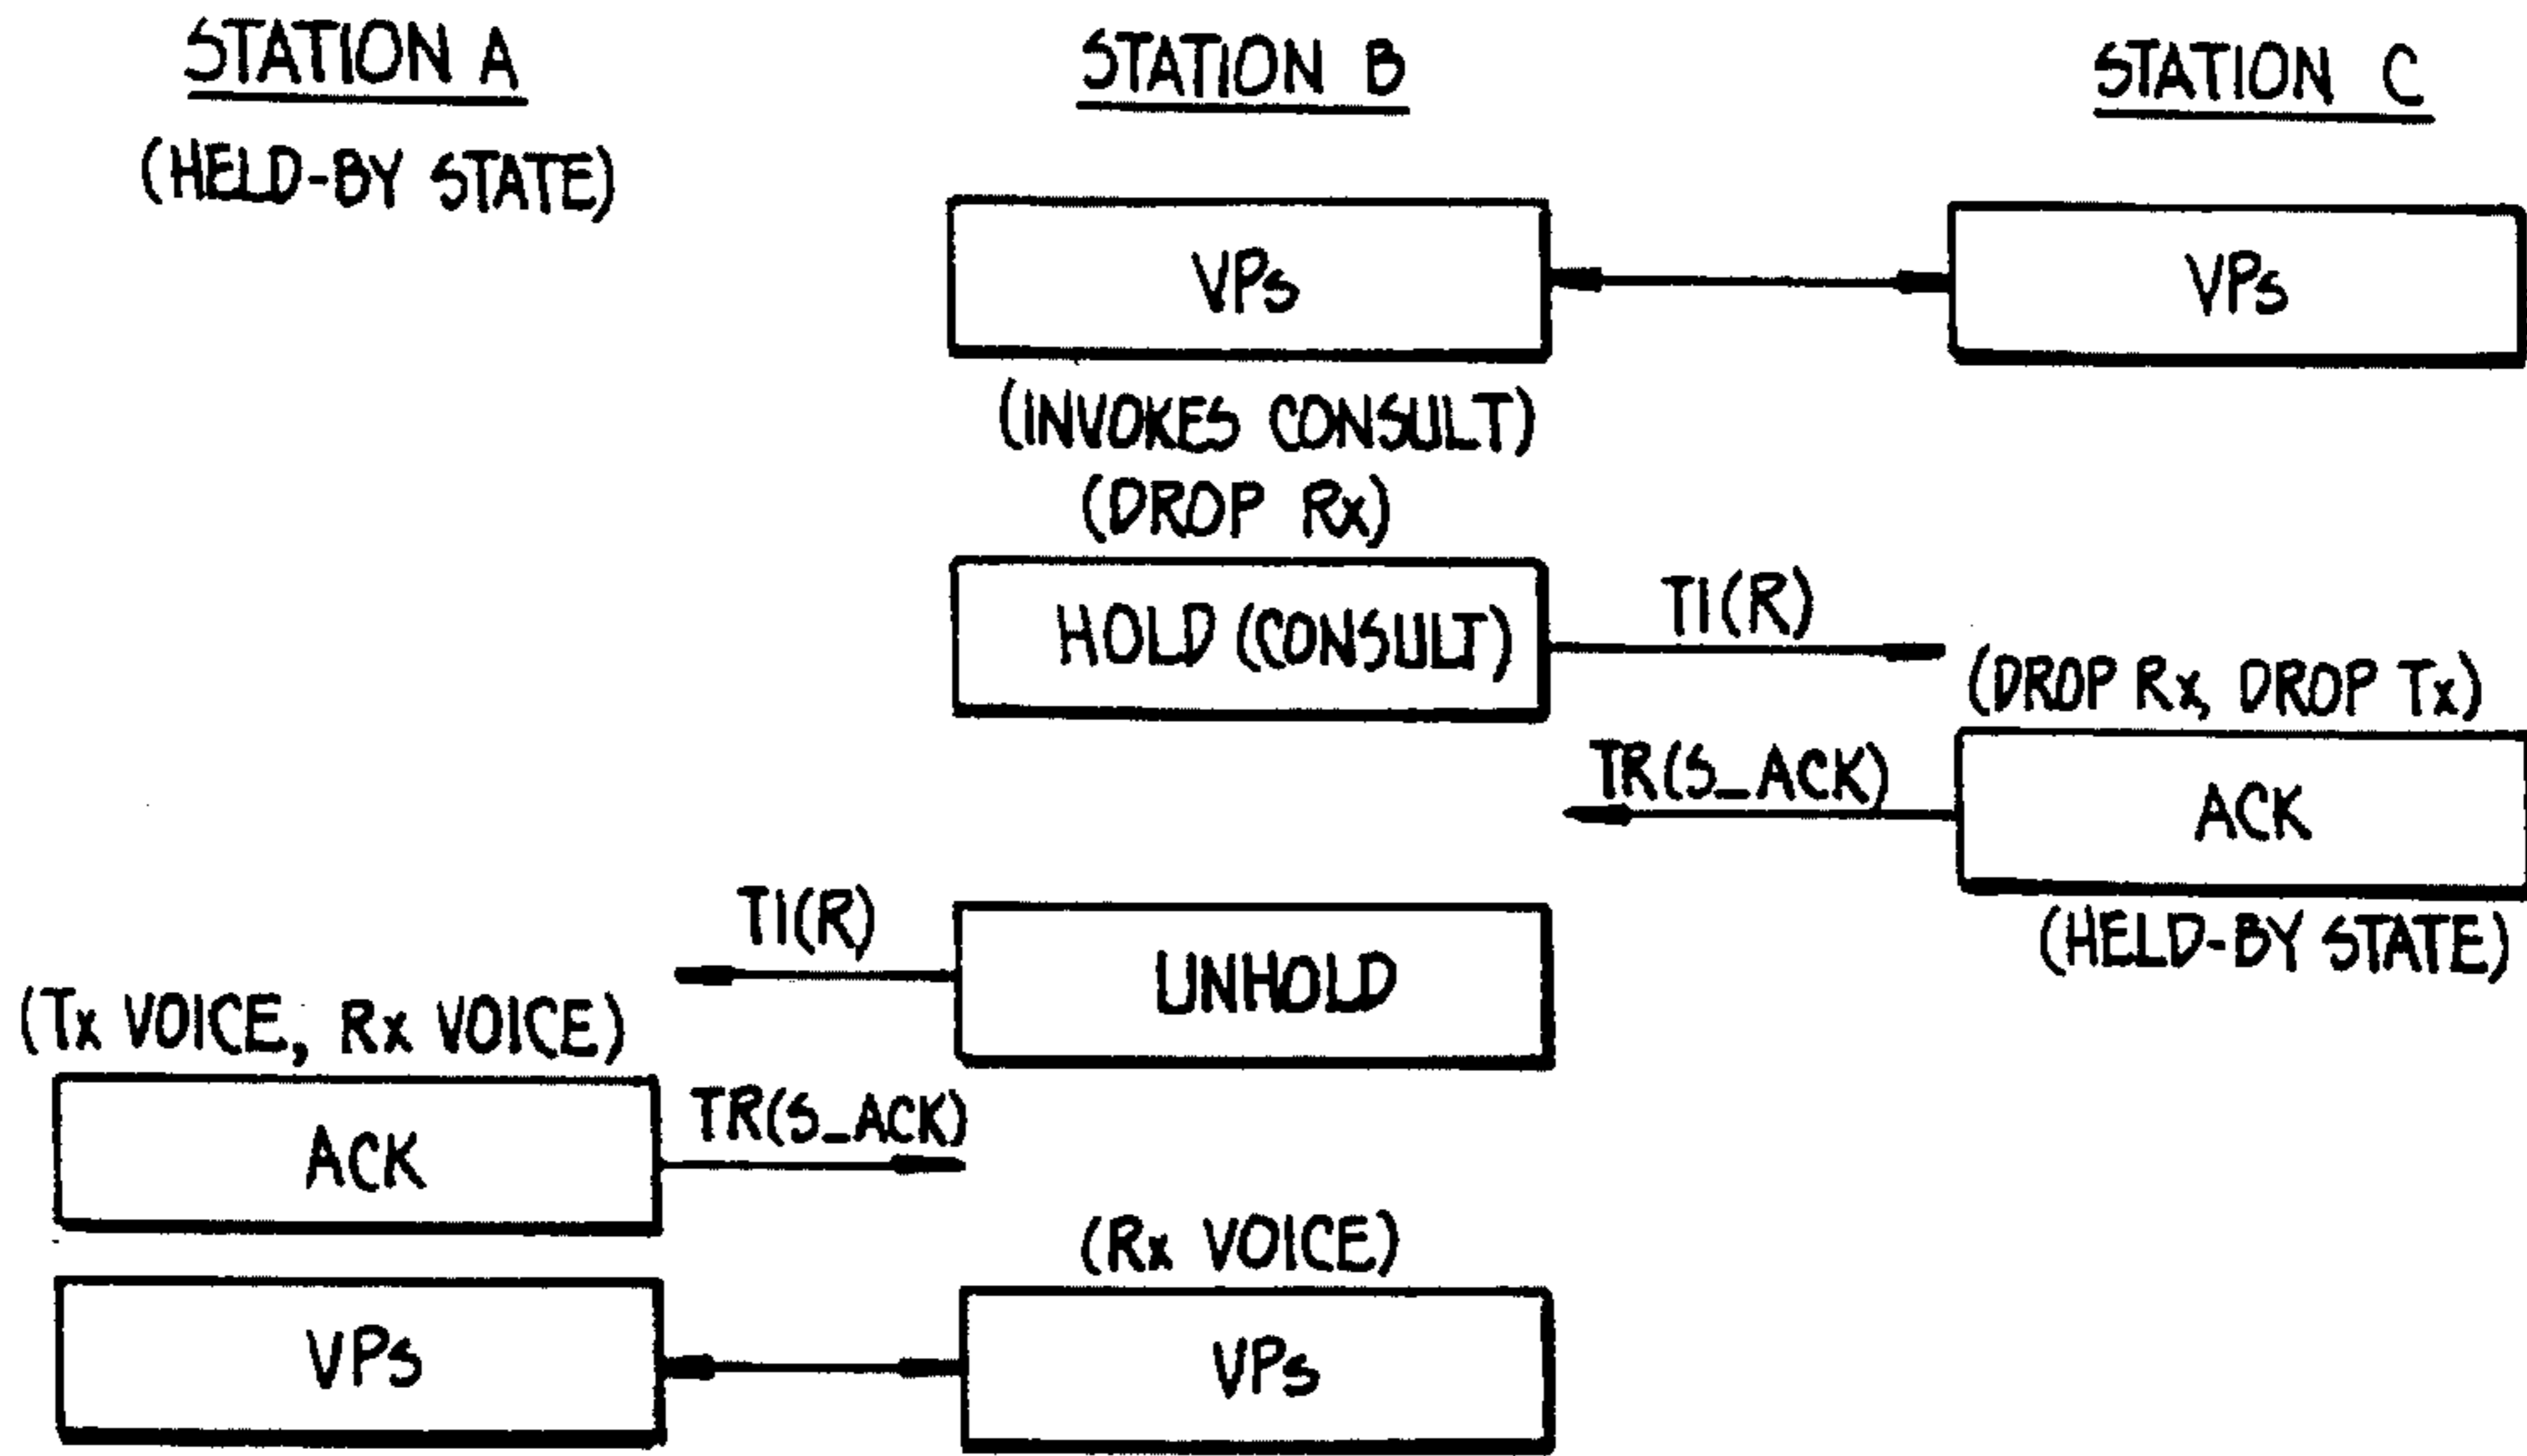 STATION A
STATION B
STATION C
(HELD-BY STATE)
VPs
VPs
(INVOKES CONSULT)
(DROP Rx)
HOLD (CONSULT)
TI(R)
(DROP Rx, DROP Tx)
TR(S_ACK)
ACK
(HELD-BY STATE)
TI(R)
UNHOLD
(Tx VOICE, Rx VOICE)
ACK
TR(S_ACK)
(Rx VOICE)
VPs
VPs